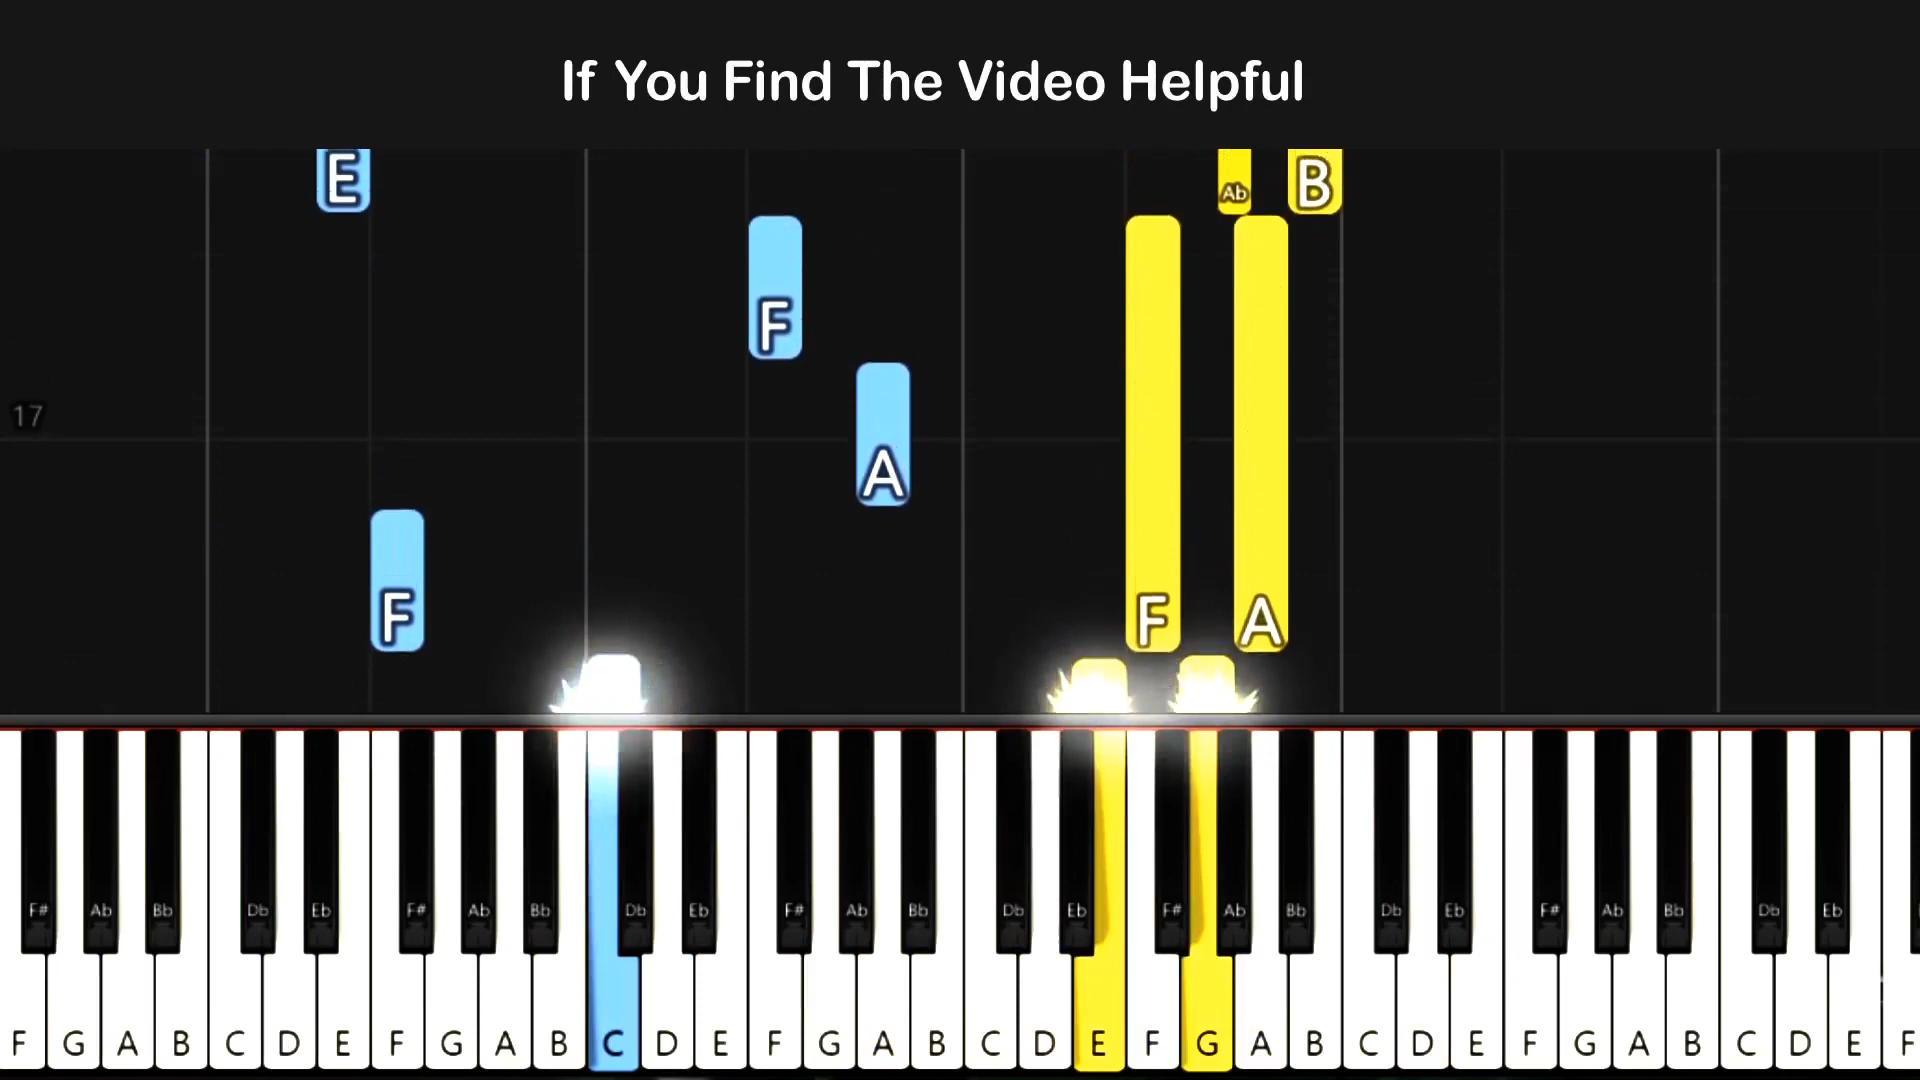 If You Find The Video Helpful
E Ab B
F
A
17
F F A
F# Ab Bb Db Eb F# Ab Bb Db Eb F# Ab Bb Db Eb F# Ab Bb Db Eb F# Ab Bb Db Eb
F G A B C D E F G A B C D E F G A B C D E F G A B C D E F G A B C D E F